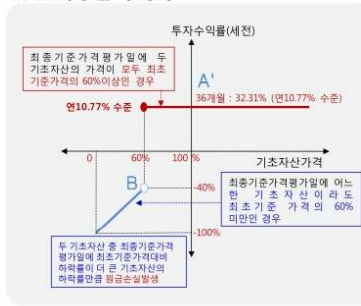 투자수익률(세전)
최종기준가격평가일에 두
기초자산의 가격이 모두 최초
기준가격의 60%이상인 경우
A'
36개월 : 32.31% (연10.77% 수준)
연10.77% 수준
0 60% 100 %
기초자산가격
B
-40%
최종기준가격평가일에 어느
한 기초자산이라도
최초기준 가격의 60%
미만인 경우
-100%
두 기초자산 중 최종기준가격
평가일에 최초기준가격대비
하락률이 더 큰 기초자산의
하락률만큼 원금손실발생